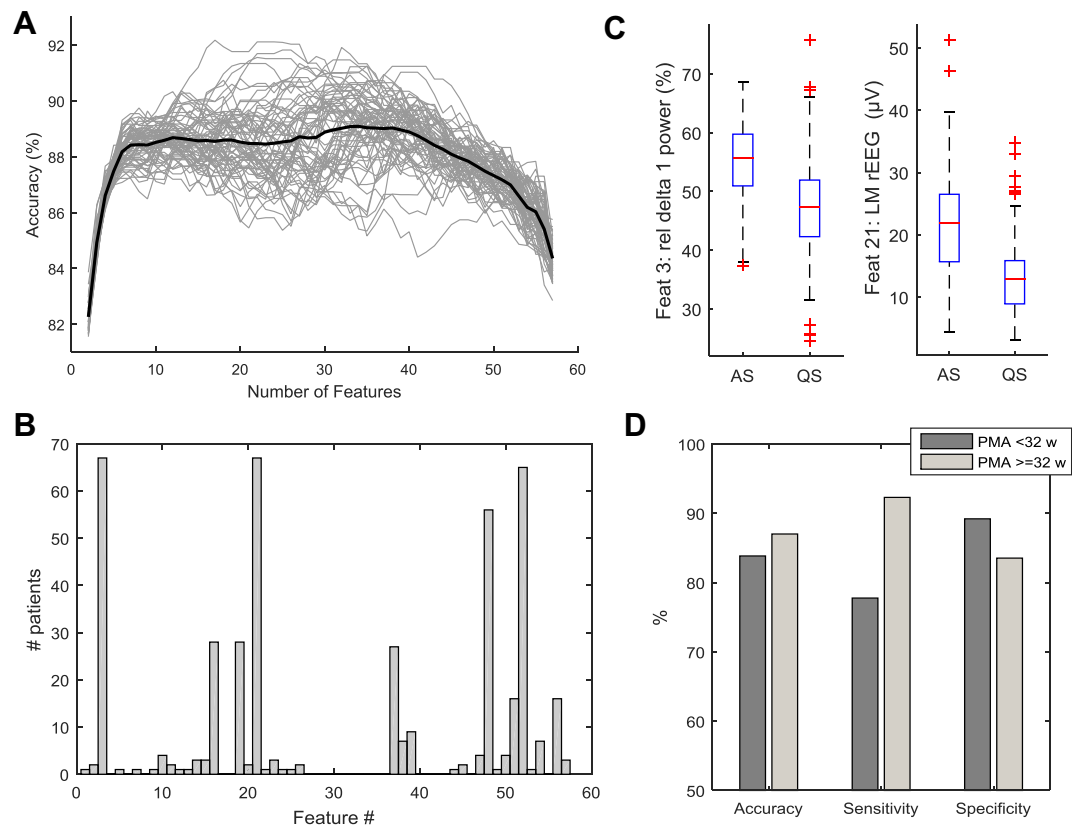 A
Accuracy (%)
92
90
88
86
84
82
0 10 20 30 40 50 60
Number of Features
B
# patients
70
60
50
40
30
20
10
0
0 10 20 30 40 50 60
Feature #
C
Feat 3: rel delta 1 power (%)
70
60
50
40
30
AS QS
Feat 21: LM rEEG (µV)
50
40
30
20
10
AS QS
D
%
100
90
80
70
60
50
PMA <32 w
PMA >=32 w
Accuracy Sensitivity Specificity